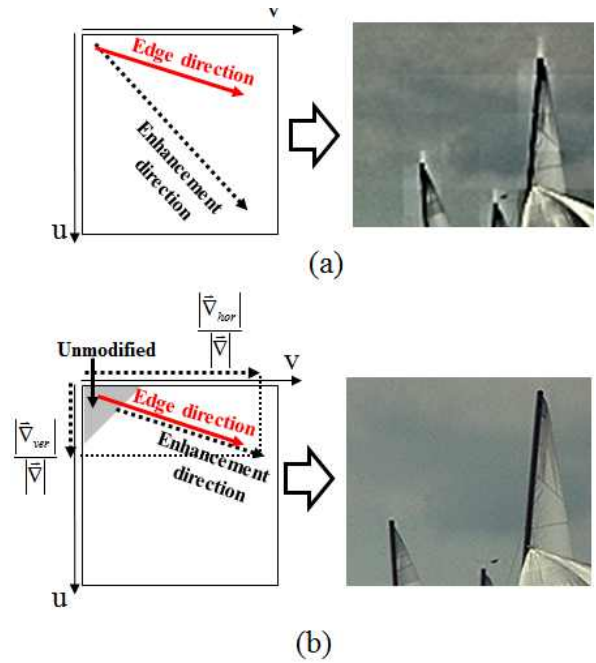 v
Edge direction
Enhancement
direction
u
(a)
|∇⃗hor|
|∇⃗|
Unmodified
v
|∇⃗ver|
|∇⃗|
Edge direction
Enhancement
direction
u
(b)